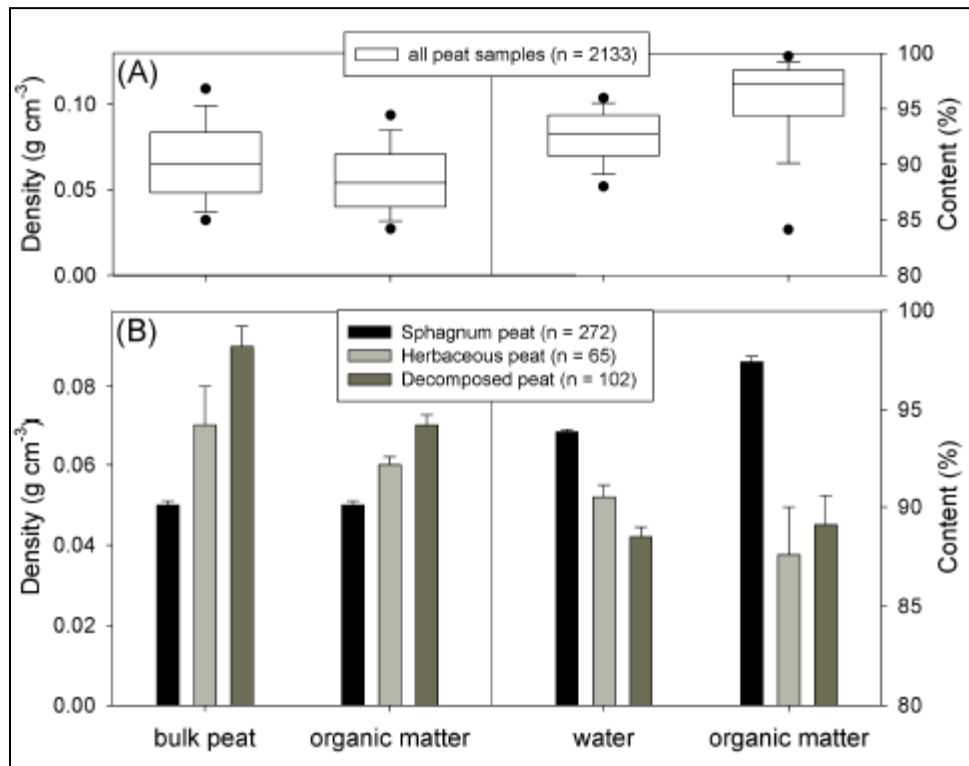 (A)
all peat samples (n = 2133)
Density (g cm⁻³)
0.10
0.05
0.00
100
95
90
85
80
Content (%)
(B)
Sphagnum peat (n = 272)
Herbaceous peat (n = 65)
Decomposed peat (n = 102)
Density (g cm⁻³)
0.08
0.06
0.04
0.02
0.00
100
95
90
85
80
Content (%)
bulk peat
organic matter
water
organic matter